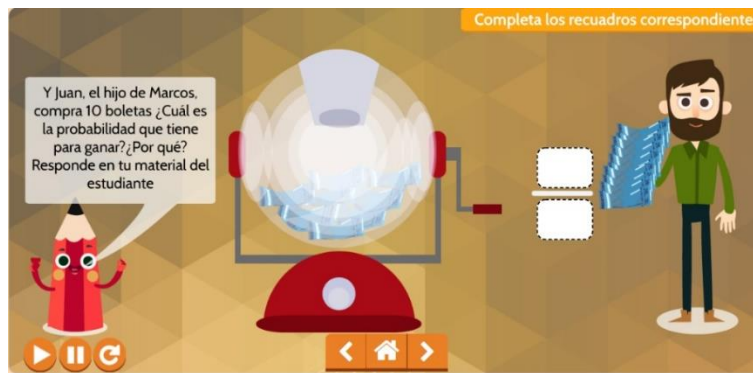 Completa los recuadros correspondiente
Y Juan, el hijo de Marcos,
compra 10 boletas ¿Cuál es
la probabilidad que tiene
para ganar?¿Por qué?
Responde en tu material del
estudiante